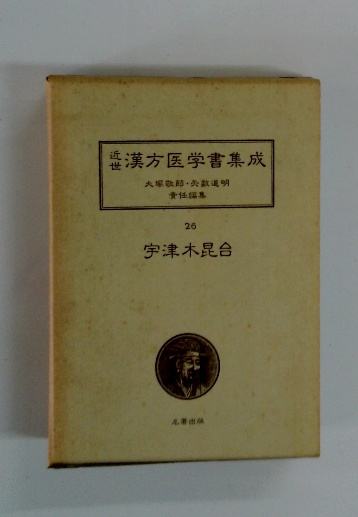 近世漢方医学書集成
大塚敬節・矢数道明
責任編集
26
宇津木昆台
名著出版